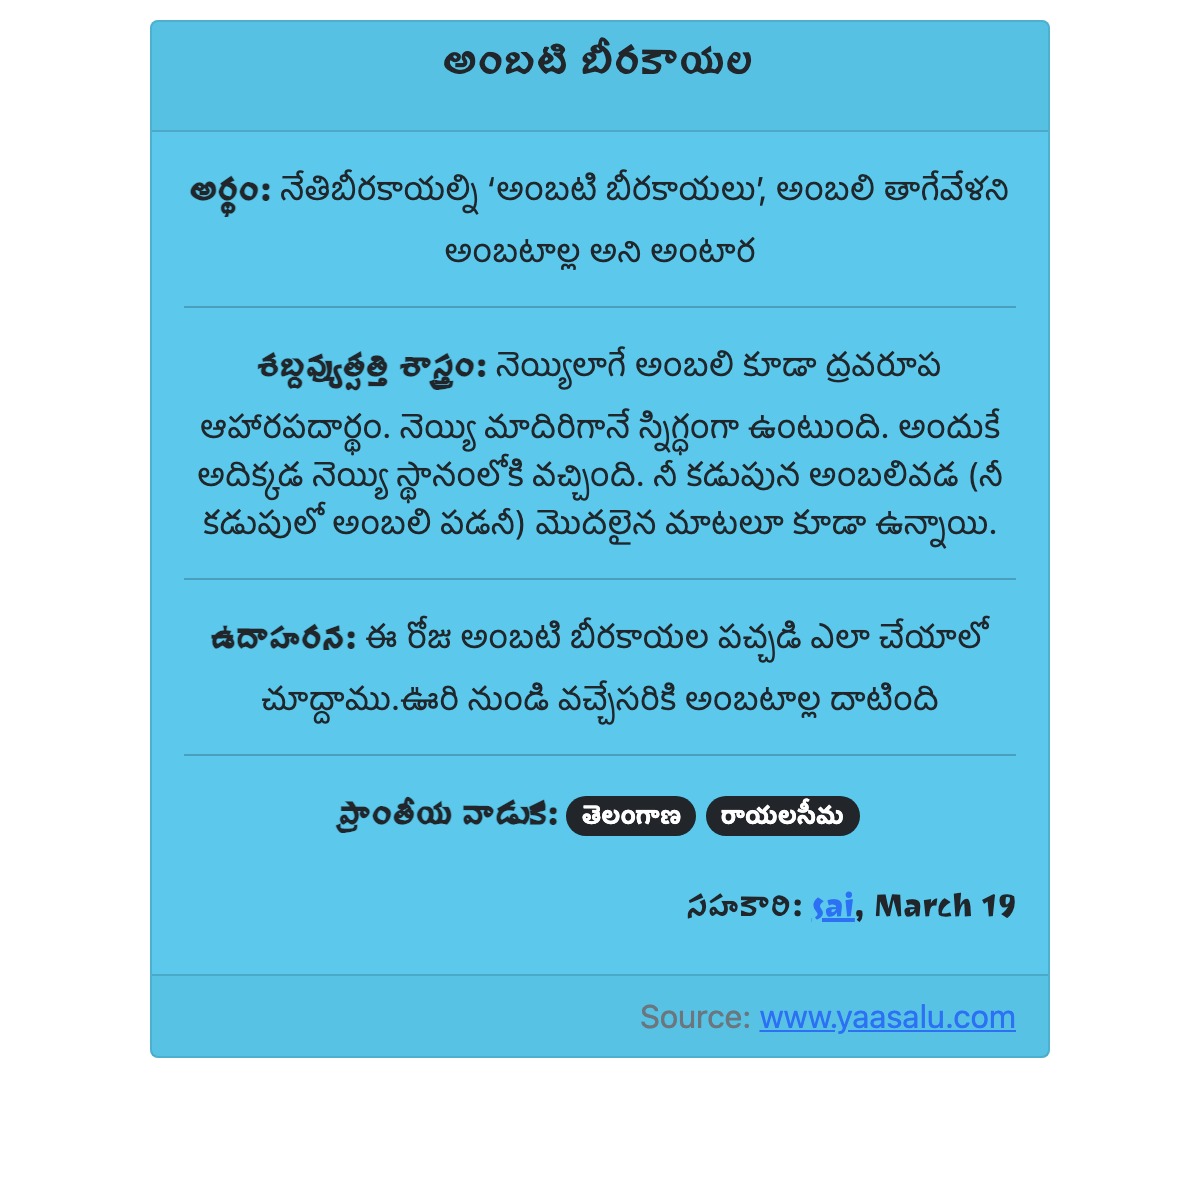 అంబటి బీరకాయల
అర్థం: నేతిబీరకాయల్ని ‘అంబటి బీరకాయలు’, అంబలి తాగేవేళని
అంబటాల్ల అని అంటార
శబ్దవ్యుత్పత్తి శాస్త్రం: నెయ్యిలాగే అంబలి కూడా ద్రవరూప
ఆహారపదార్థం. నెయ్యి మాదిరిగానే స్నిగ్ధంగా ఉంటుంది. అందుకే
అదిక్కడ నెయ్యి స్థానంలోకి వచ్చింది. నీ కడుపున అంబలివడ (నీ
కడుపులో అంబలి పడనీ) మొదలైన మాటలూ కూడా ఉన్నాయి.
ఉదాహరన: ఈ రోజు అంబటి బీరకాయల పచ్చడి ఎలా చేయాలో
చూద్దాము.ఊరి నుండి వచ్చేసరికి అంబటాల్ల దాటింది
ప్రాంతీయ వాడుక: తెలంగాణ రాయలసీమ
సహకారి: sai, March 19
Source: www.yaasalu.com